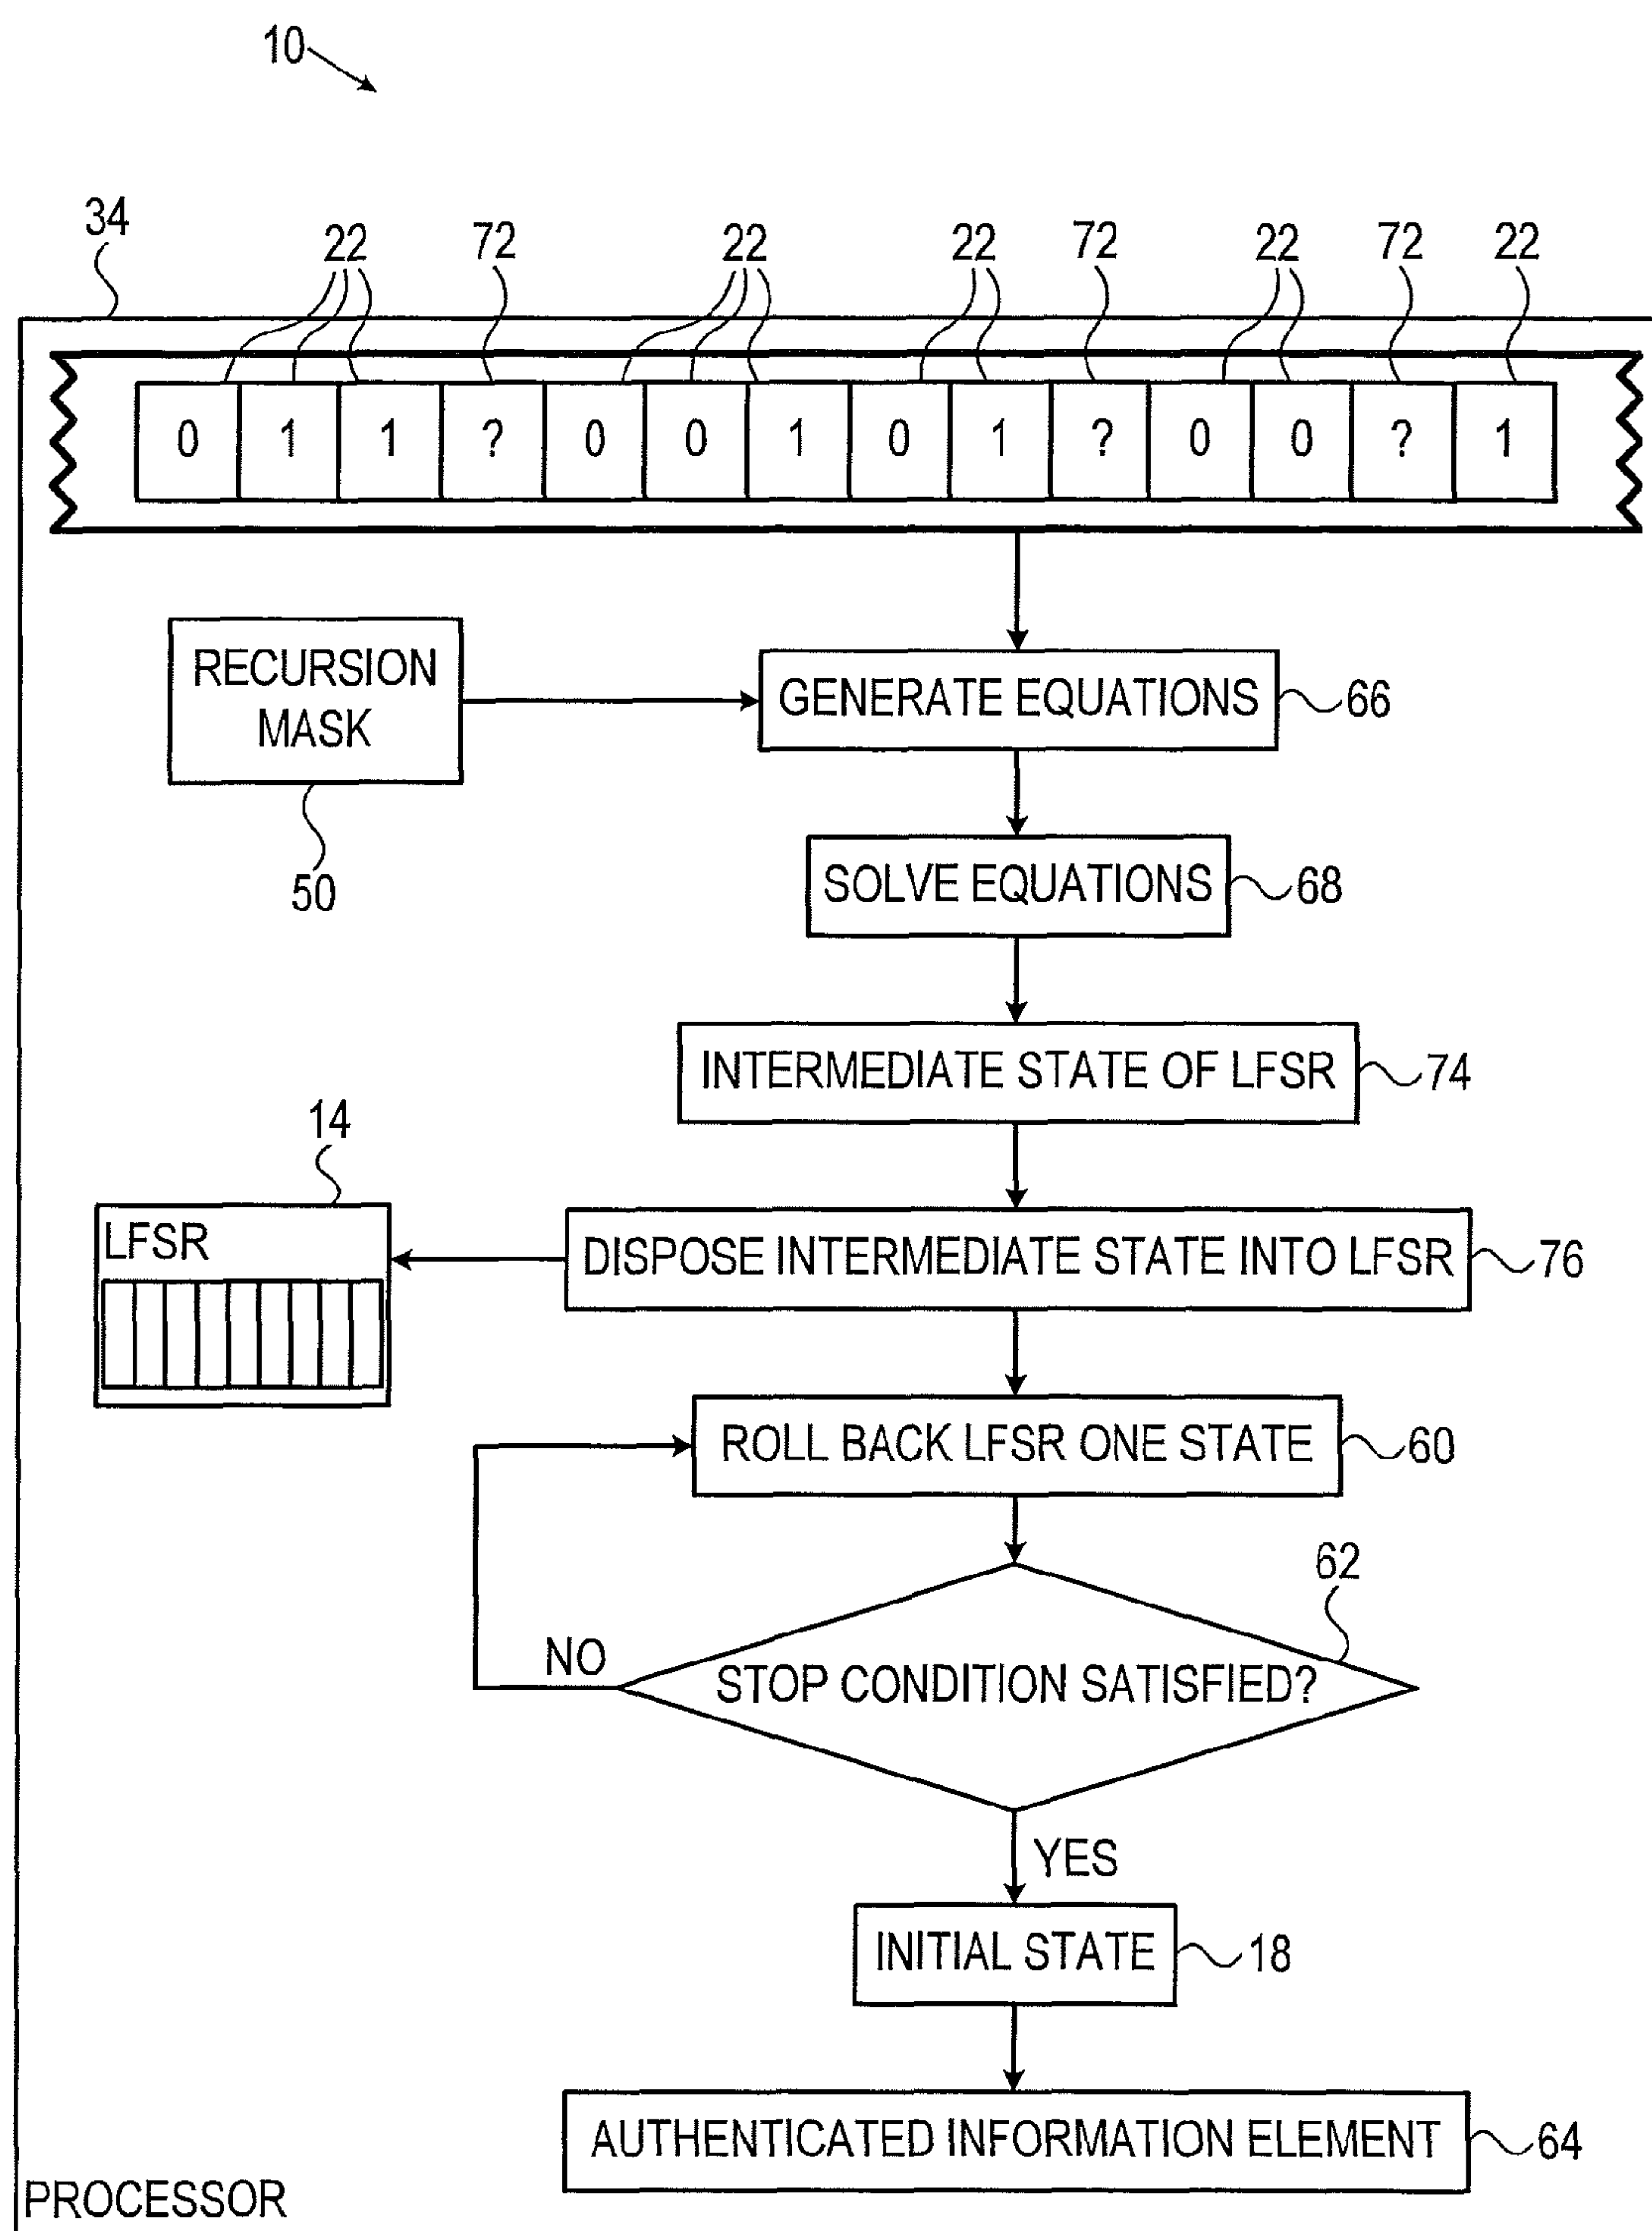 10
34 22 72 22 22 72 22 72 22
0 1 1 ? 0 0 1 0 1 ? 0 0 ? 1
RECURSION
MASK
50
GENERATE EQUATIONS 66
SOLVE EQUATIONS 68
INTERMEDIATE STATE OF LFSR 74
14
LFSR
DISPOSE INTERMEDIATE STATE INTO LFSR 76
ROLL BACK LFSR ONE STATE 60
62
NO
STOP CONDITION SATISFIED?
YES
INITIAL STATE 18
AUTHENTICATED INFORMATION ELEMENT 64
PROCESSOR